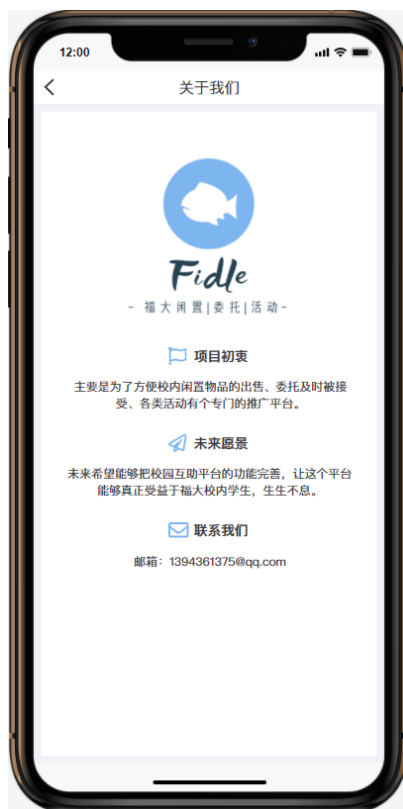 12:00
关于我们
Fidle
- 福大闲置|委托|活动-
项目初衷
主要是为了方便校内闲置物品的出售、委托及时被接
受、各类活动有个专门的推广平台。
未来愿景
未来希望能够把校园互助平台的功能完善，让这个平台
能够真正受益于福大校内学生，生生不息。
联系我们
邮箱：1394361375@qq.com